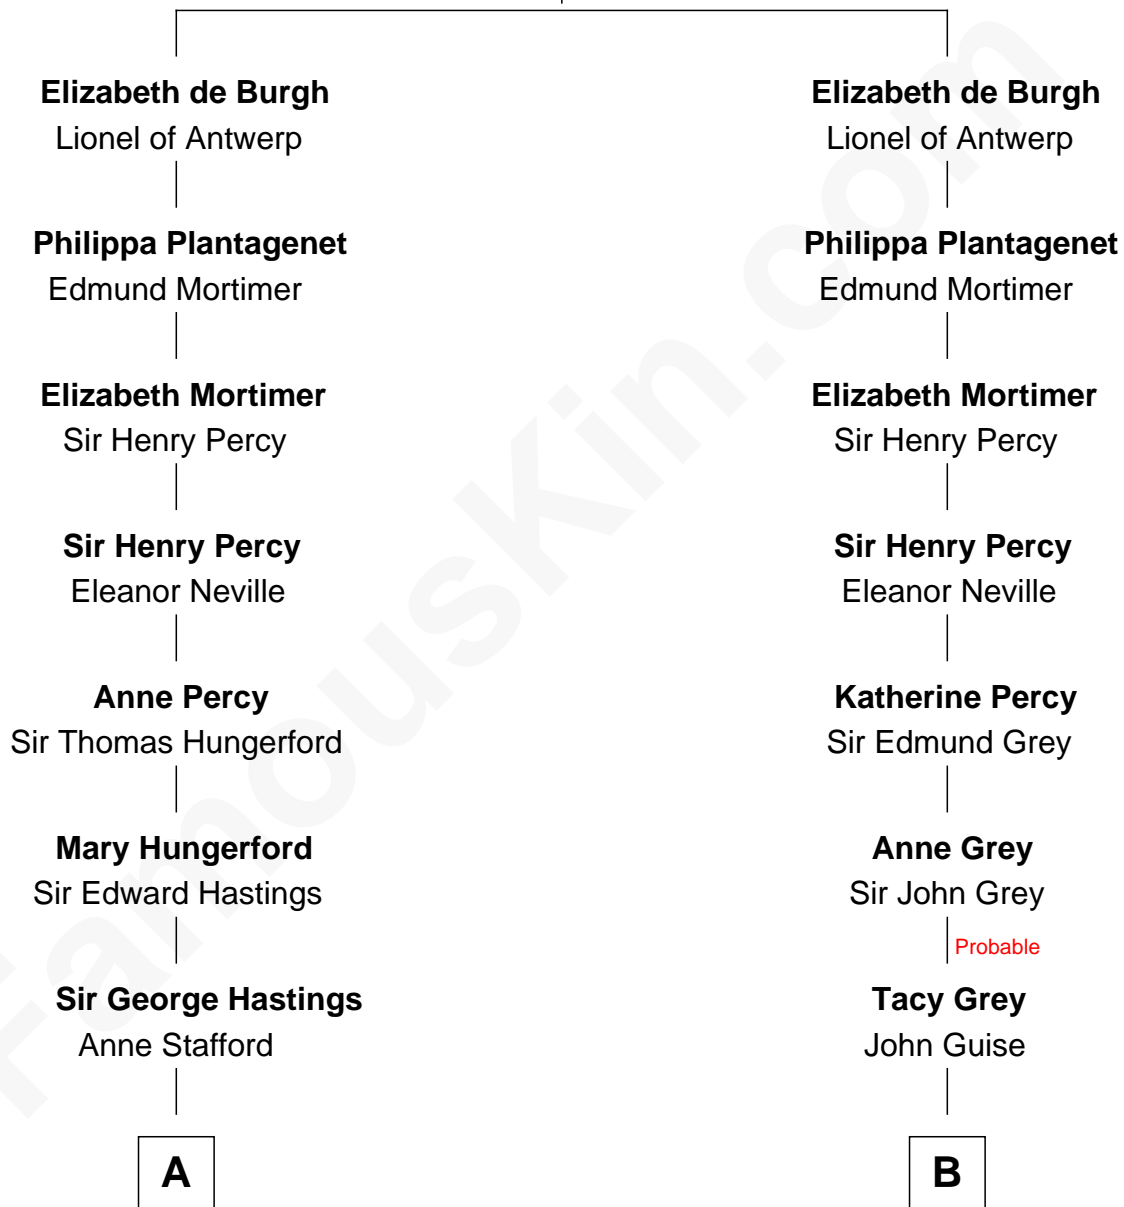 Elizabeth de Burgh
Lionel of Antwerp
Philippa Plantagenet
Edmund Mortimer
Elizabeth Mortimer
Sir Henry Percy
Sir Henry Percy
Eleanor Neville
Anne Percy
Sir Thomas Hungerford
Mary Hungerford
Sir Edward Hastings
Sir George Hastings
Anne Stafford
A
Elizabeth de Burgh
Lionel of Antwerp
Philippa Plantagenet
Edmund Mortimer
Elizabeth Mortimer
Sir Henry Percy
Sir Henry Percy
Eleanor Neville
Katherine Percy
Sir Edmund Grey
Anne Grey
Sir John Grey
Probable
Tacy Grey
John Guise
B
FamousKin.com